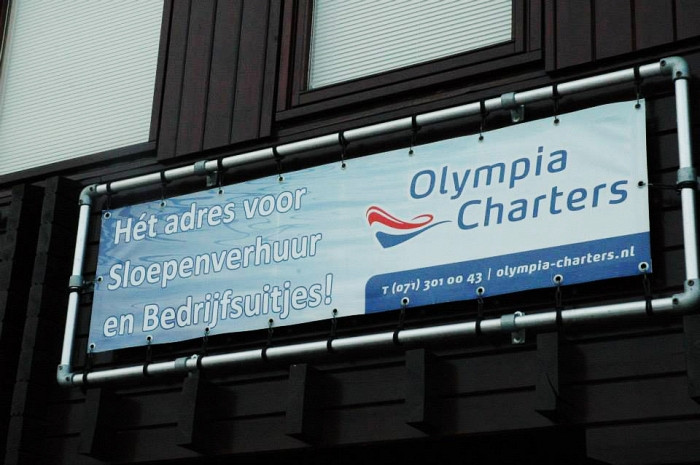 Hét adres voor
Sloepenverhuur
en Bedrijfsuitjes!
Olympia
Charters
T (071) 301 00 43 | olympia-charters.nl